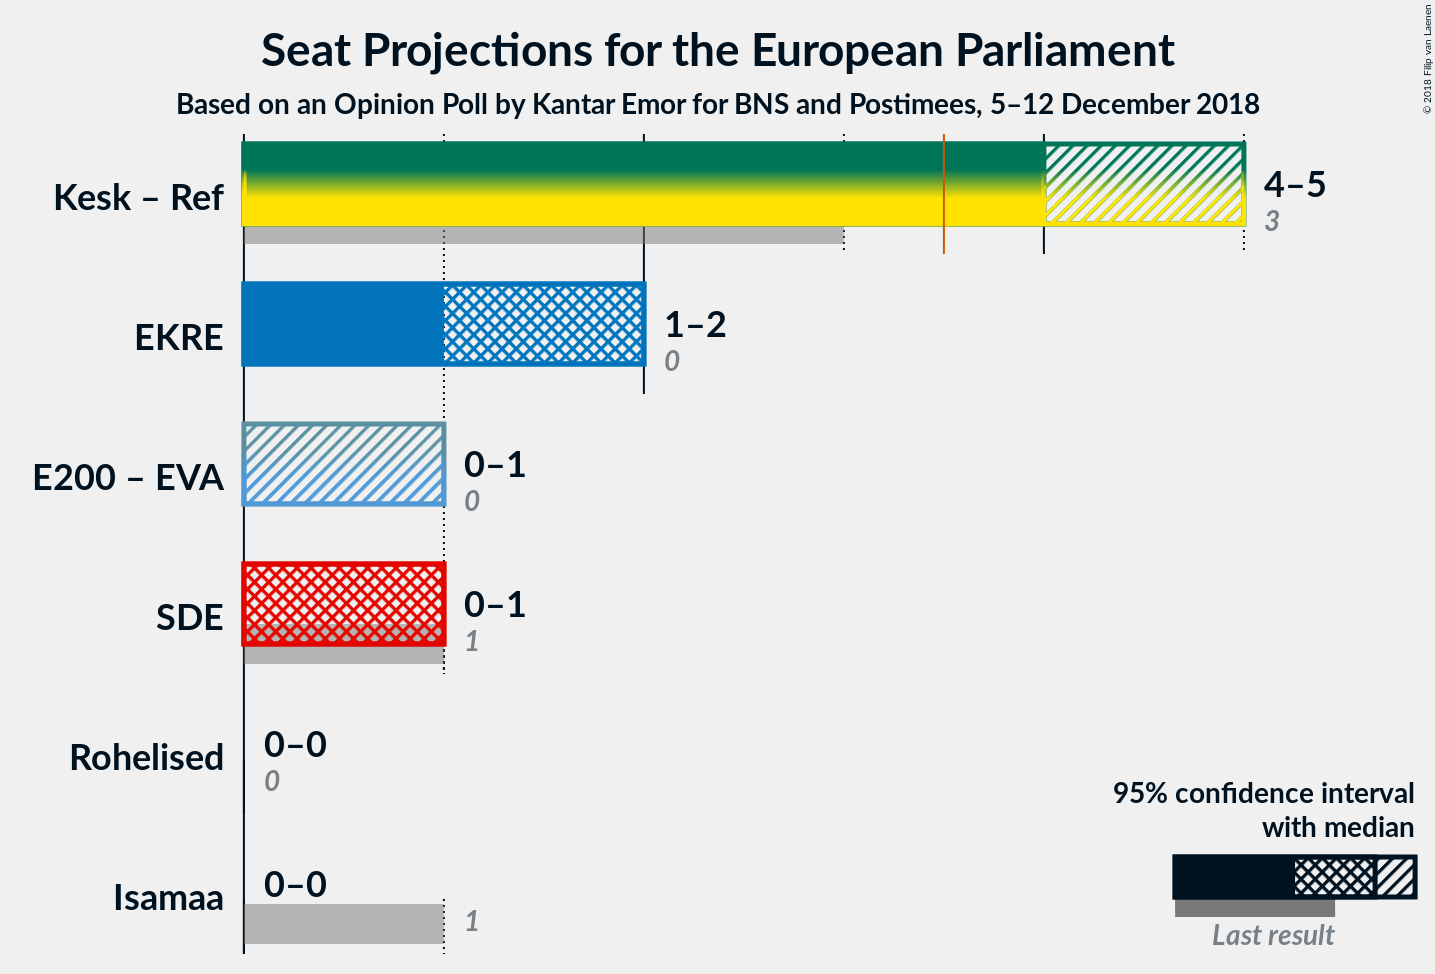 Seat Projections for the European Parliament
Based on an Opinion Poll by Kantar Emor for BNS and Postimees, 5–12 December 2018
© 2018 Filip van Laenen
Kesk – Ref
4–5
3
EKRE
1–2
0
E200 – EVA
0–1
0
SDE
0–1
1
Rohelised
0–0
0
Isamaa
0–0
1
95% confidence interval
with median
Last result